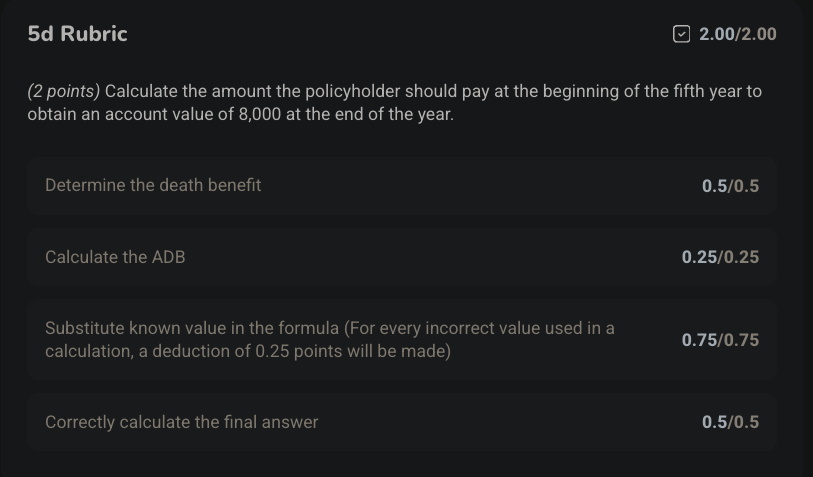 5d Rubric
2.00/2.00
(2 points) Calculate the amount the policyholder should pay at the beginning of the fifth year to
obtain an account value of 8,000 at the end of the year.
Determine the death benefit
0.5/0.5
Calculate the ADB
0.25/0.25
Substitute known value in the formula (For every incorrect value used in a
calculation, a deduction of 0.25 points will be made)
0.75/0.75
Correctly calculate the final answer
0.5/0.5